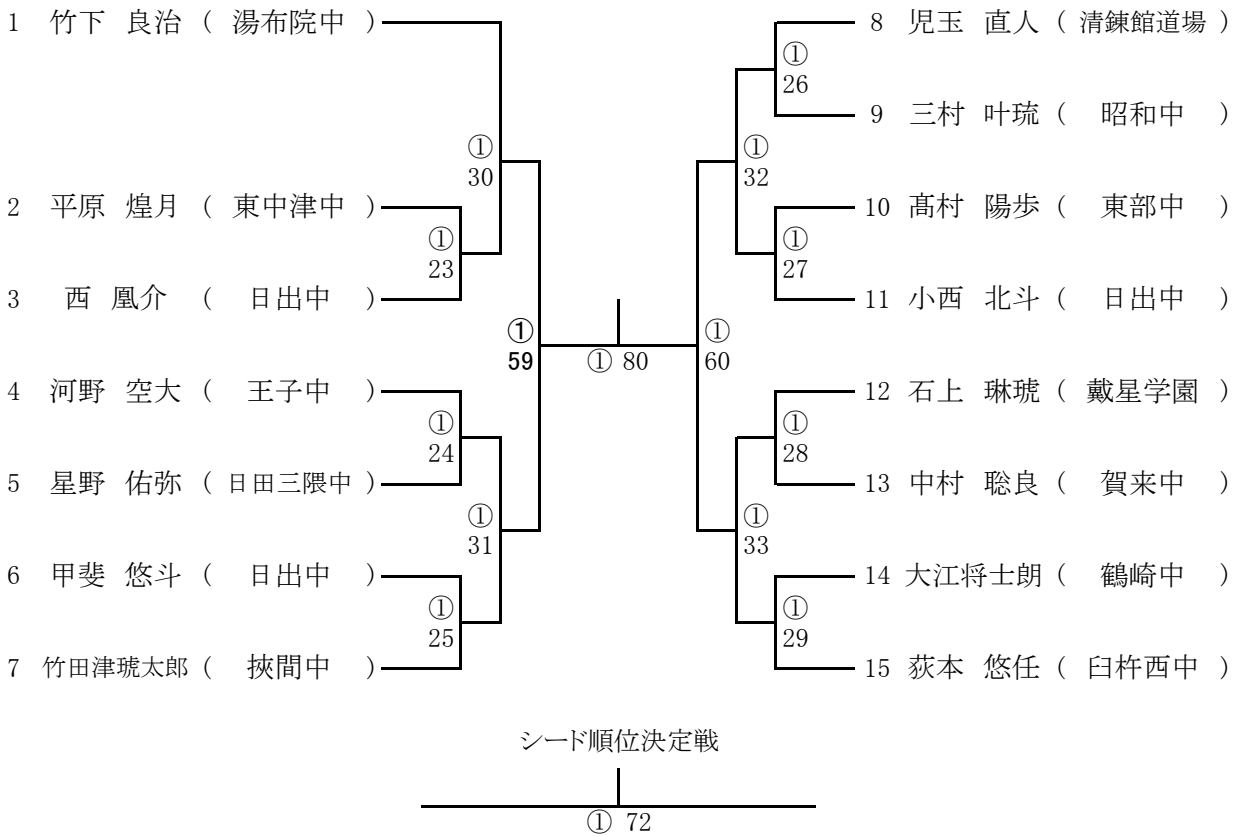 1 竹下 良治 ( 湯布院中 )
①
30
2 平原 煌月 ( 東中津中 )
①
23
3 西 凰介 ( 日出中 )
①
59
4 河野 空大 ( 王子中 )
①
24
5 星野 佑弥 ( 日田三隈中 )
①
31
6 甲斐 悠斗 ( 日出中 )
①
25
7 竹田津琥太郎 ( 挾間中 )
① 80
8 児玉 直人 ( 清錬館道場 )
①
26
9 三村 叶琉 ( 昭和中 )
①
32
10 髙村 陽歩 ( 東部中 )
①
27
11 小西 北斗 ( 日出中 )
①
60
12 石上 琳琥 ( 戴星学園 )
①
28
13 中村 聡良 ( 賀来中 )
①
33
14 大江将士朗 ( 鶴崎中 )
①
29
15 荻本 悠任 ( 臼杵西中 )
シード順位決定戦
① 72